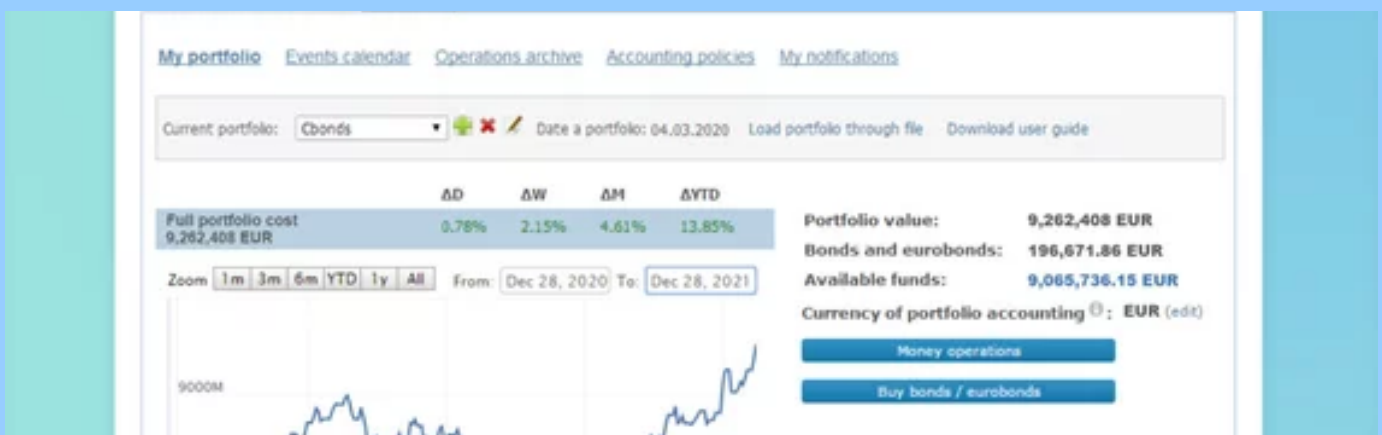 My portfolio Events calendar Operations archive Accounting policies My notifications
Current portfolio: Cbonds Date a portfolio: 04.03.2020 Load portfolio through file Download user guide
ΔD ΔW ΔM ΔYTD
Full portfolio cost
9,262,408 EUR 0.78% 2.15% 4.61% 13.85%
Zoom 1m 3m 6m YTD 1y All From: Dec 28, 2020 To: Dec 28, 2021
9000M
Portfolio value: 9,262,408 EUR
Bonds and eurobonds: 196,671.86 EUR
Available funds: 9,065,736.15 EUR
Currency of portfolio accounting : EUR (edit)
Money operations
Buy bonds / eurobonds